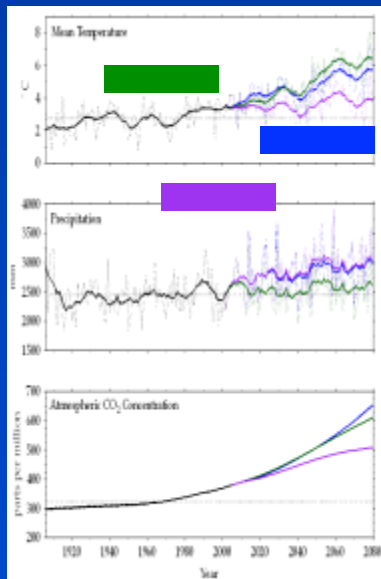 Mean Temperature
8
6
4
2
0
°C
4000
Precipitation
3500
3000
2500
2000
1500
mm
700
Atmospheric CO2 Concentration
600
500
400
300
200
parts per million
1920 1940 1960 1980 2000 2020 2040 2060 2080
Year